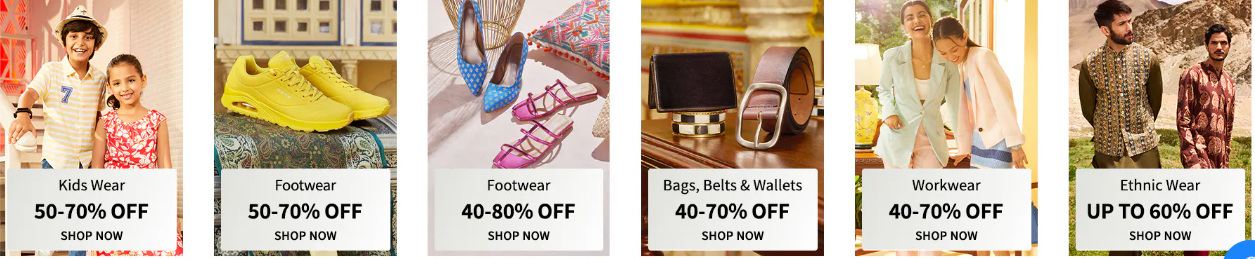 Kids Wear
50-70% OFF
SHOP NOW
Footwear
50-70% OFF
SHOP NOW
Footwear
40-80% OFF
SHOP NOW
Bags, Belts & Wallets
40-70% OFF
SHOP NOW
Workwear
40-70% OFF
SHOP NOW
Ethnic Wear
UP TO 60% OFF
SHOP NOW
7